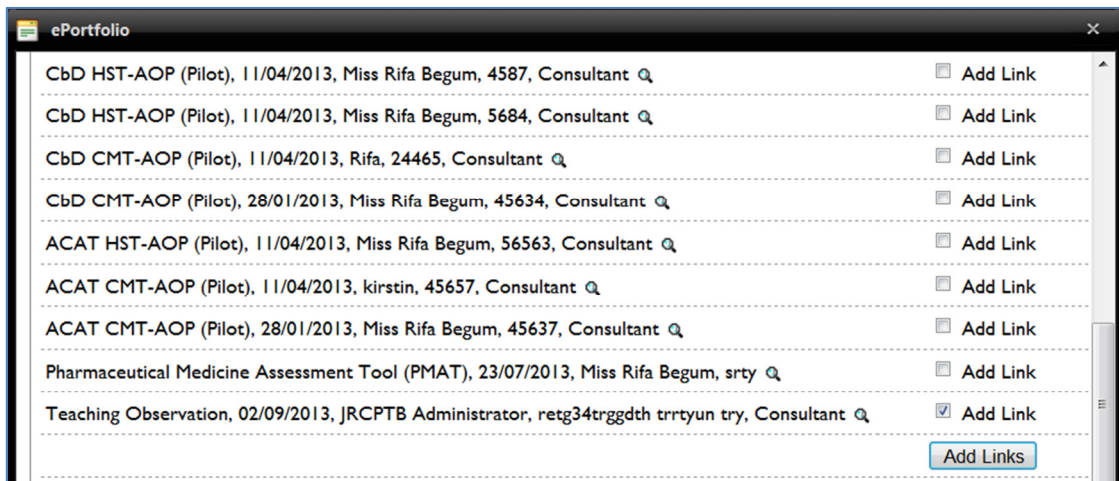 ePortfolio
CbD HST-AOP (Pilot), 11/04/2013, Miss Rifa Begum, 4587, Consultant Add Link
CbD HST-AOP (Pilot), 11/04/2013, Miss Rifa Begum, 5684, Consultant Add Link
CbD CMT-AOP (Pilot), 11/04/2013, Rifa, 24465, Consultant Add Link
CbD CMT-AOP (Pilot), 28/01/2013, Miss Rifa Begum, 45634, Consultant Add Link
ACAT HST-AOP (Pilot), 11/04/2013, Miss Rifa Begum, 56563, Consultant Add Link
ACAT CMT-AOP (Pilot), 11/04/2013, kirstin, 45657, Consultant Add Link
ACAT CMT-AOP (Pilot), 28/01/2013, Miss Rifa Begum, 45637, Consultant Add Link
Pharmaceutical Medicine Assessment Tool (PMAT), 23/07/2013, Miss Rifa Begum, srty Add Link
Teaching Observation, 02/09/2013, JRCPTB Administrator, retg34trggdth trrtyun try, Consultant Add Link
Add Links